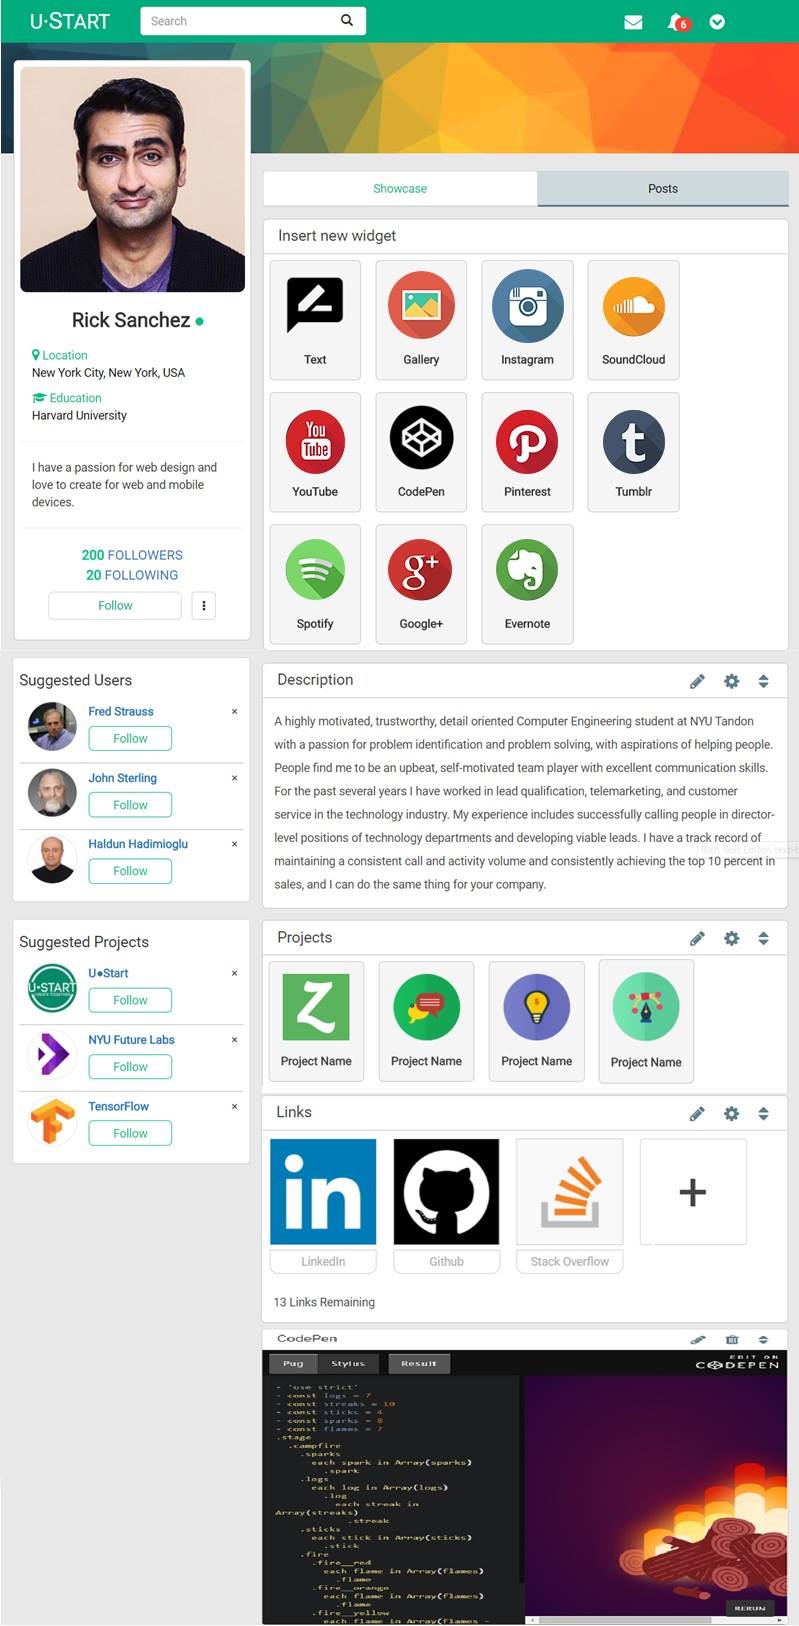 U·START
Search
6
Showcase
Posts
Insert new widget
Text
Gallery
Instagram
SoundCloud
You
Tube
YouTube
CodePen
Pinterest
t
Tumblr
Spotify
g+
Google+
Evernote
Rick Sanchez
Location
New York City, New York, USA
Education
Harvard University
I have a passion for web design and
love to create for web and mobile
devices.
200 FOLLOWERS
20 FOLLOWING
Follow
Suggested Users
Fred Strauss ×
Follow
John Sterling ×
Follow
Haldun Hadimioglu ×
Follow
Suggested Projects
U·START
U●Start ×
Follow
NYU Future Labs ×
Follow
TensorFlow ×
Follow
Description
A highly motivated, trustworthy, detail oriented Computer Engineering student at NYU Tandon
with a passion for problem identification and problem solving, with aspirations of helping people.
People find me to be an upbeat, self-motivated team player with excellent communication skills.
For the past several years I have worked in lead qualification, telemarketing, and customer
service in the technology industry. My experience includes successfully calling people in director-
level positions of technology departments and developing viable leads. I have a track record of
maintaining a consistent call and activity volume and consistently achieving the top 10 percent in
sales, and I can do the same thing for your company.
Rich Text Editor, text-b
Projects
Z
Project Name
Project Name
$
Project Name
Project Name
Links
in
LinkedIn
Github
Stack Overflow
+
13 Links Remaining
CodePen
Pug Stylus Result
EDIT ON
CODEPEN
- 'use strict'
- const logs = 7
- const streaks = 10
- const sticks = 4
- const sparks = 8
- const flames = 7
.stage
.campfire
.sparks
each spark in Array(sparks)
.spark
.logs
each log in Array(logs)
.log
each streak in
Array(streaks)
.streak
.sticks
each stick in Array(sticks)
.stick
.fire
.fire__red
each flame in Array(flames)
.flame
.fire__orange
each flame in Array(flames)
.flame
.fire__yellow
each flame in Array(flames -
RERUN